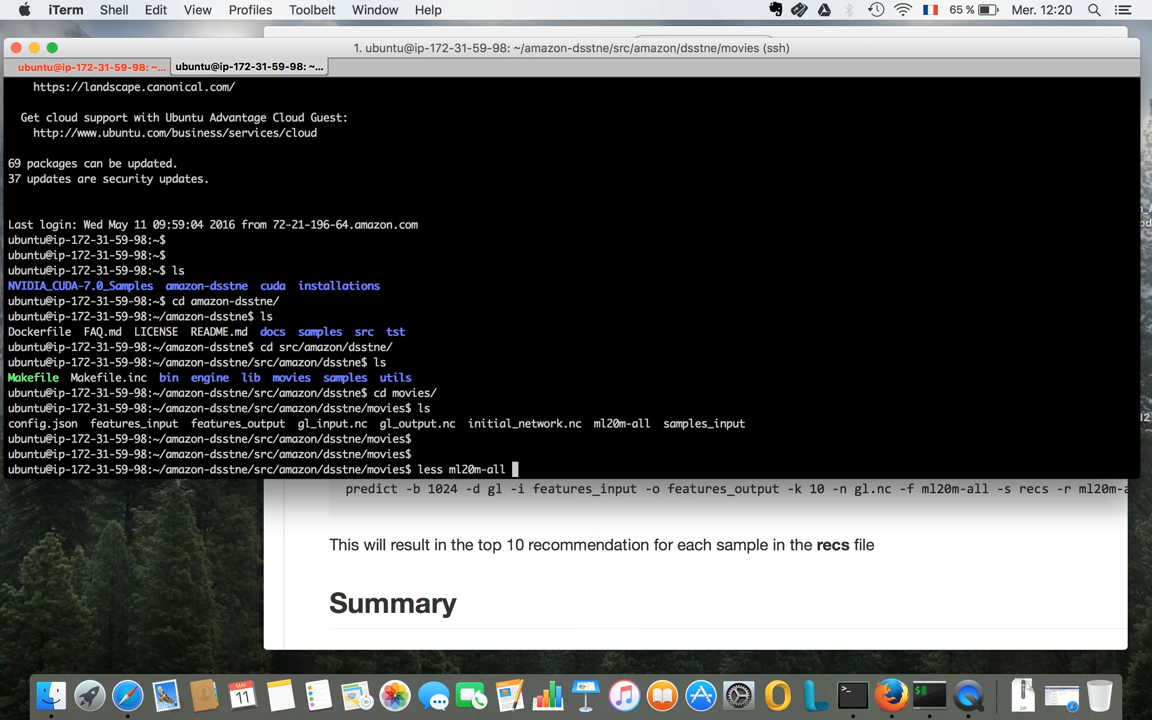 iTerm Shell Edit View Profiles Toolbelt Window Help 65 % Mer. 12:20
1. ubuntu@ip-172-31-59-98: ~/amazon-dsstne/src/amazon/dsstne/movies (ssh)
ubuntu@ip-172-31-59-98: ~... ubuntu@ip-172-31-59-98: ~...
https://landscape.canonical.com/
Get cloud support with Ubuntu Advantage Cloud Guest:
http://www.ubuntu.com/business/services/cloud
69 packages can be updated.
37 updates are security updates.
Last login: Wed May 11 09:59:04 2016 from 72-21-196-64.amazon.com
ubuntu@ip-172-31-59-98:~$
ubuntu@ip-172-31-59-98:~$
ubuntu@ip-172-31-59-98:~$ ls
NVIDIA_CUDA-7.0_Samples amazon-dsstne cuda installations
ubuntu@ip-172-31-59-98:~$ cd amazon-dsstne/
ubuntu@ip-172-31-59-98:~/amazon-dsstne$ ls
Dockerfile FAQ.md LICENSE README.md docs samples src tst
ubuntu@ip-172-31-59-98:~/amazon-dsstne$ cd src/amazon/dsstne/
ubuntu@ip-172-31-59-98:~/amazon-dsstne/src/amazon/dsstne$ ls
Makefile Makefile.inc bin engine lib movies samples utils
ubuntu@ip-172-31-59-98:~/amazon-dsstne/src/amazon/dsstne$ cd movies/
ubuntu@ip-172-31-59-98:~/amazon-dsstne/src/amazon/dsstne/movies$ ls
config.json features_input features_output gl_input.nc gl_output.nc initial_network.nc ml20m-all samples_input
ubuntu@ip-172-31-59-98:~/amazon-dsstne/src/amazon/dsstne/movies$
ubuntu@ip-172-31-59-98:~/amazon-dsstne/src/amazon/dsstne/movies$
ubuntu@ip-172-31-59-98:~/amazon-dsstne/src/amazon/dsstne/movies$ less ml20m-all
predict -b 1024 -d gl -i features_input -o features_output -k 10 -n gl.nc -f ml20m-all -s recs -r ml20m-a
This will result in the top 10 recommendation for each sample in the recs file
Summary
MAI
11